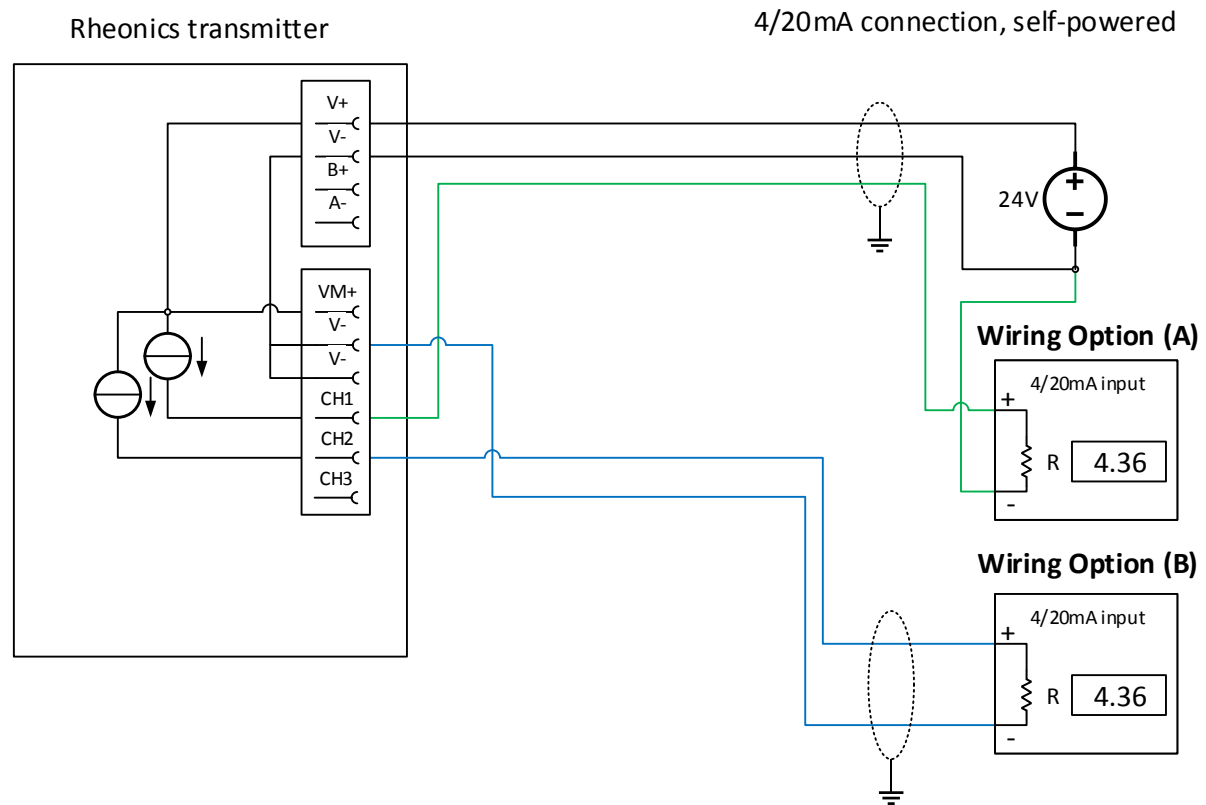 Rheonics transmitter
4/20mA connection, self-powered
V+
V-
B+
A-
VM+
V-
V-
CH1
CH2
CH3
24V
+
−
Wiring Option (A)
4/20mA input
+
R
4.36
-
Wiring Option (B)
4/20mA input
+
R
4.36
-